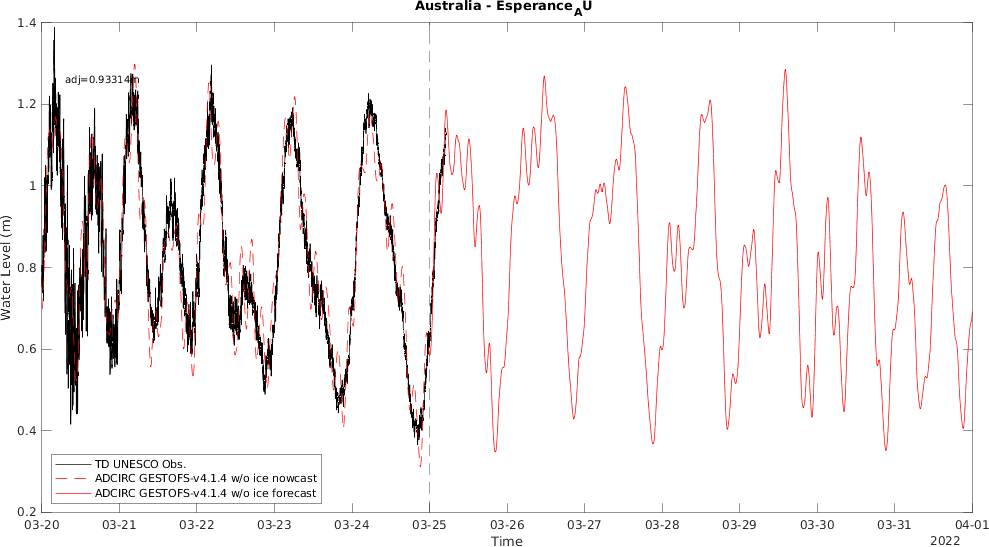 Australia - Esperance_AU
adj=0.93314m
Water Level (m)
1.4
1.2
1
0.8
0.6
0.4
0.2
TD UNESCO Obs.
ADCIRC GESTOFS-v4.1.4 w/o ice nowcast
ADCIRC GESTOFS-v4.1.4 w/o ice forecast
03-20 03-21 03-22 03-23 03-24 03-25 03-26 03-27 03-28 03-29 03-30 03-31 04-01
Time
2022